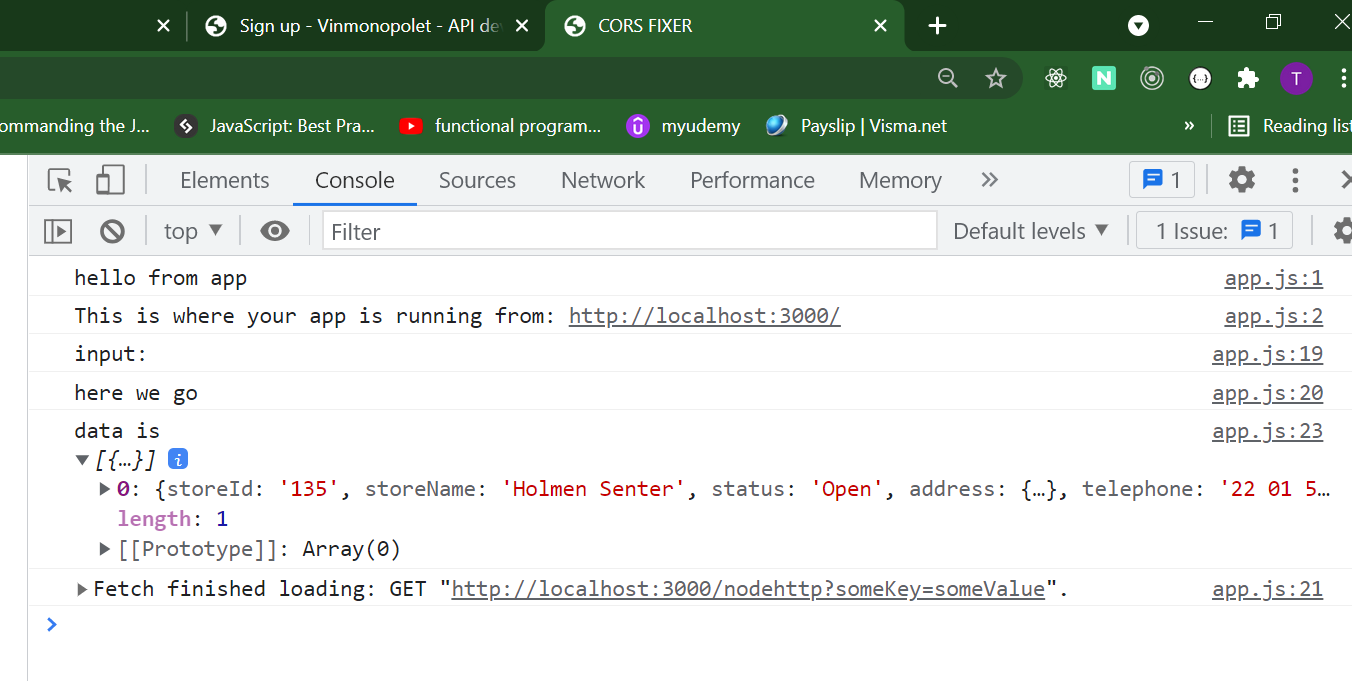 Sign up - Vinmonopolet - API de
CORS FIXER
N
T
ommanding the J...
JavaScript: Best Pra...
functional program...
myudemy
Payslip | Visma.net
»
Reading list
Elements
Console
Sources
Network
Performance
Memory
»
1
top
Filter
Default levels
1 Issue:
1
hello from app app.js:1
This is where your app is running from: http://localhost:3000/ app.js:2
input: app.js:19
here we go app.js:20
data is app.js:23
[{…}] i
0: {storeId: '135', storeName: 'Holmen Senter', status: 'Open', address: {…}, telephone: '22 01 5…
length: 1
[[Prototype]]: Array(0)
Fetch finished loading: GET "http://localhost:3000/nodehttp?someKey=someValue". app.js:21